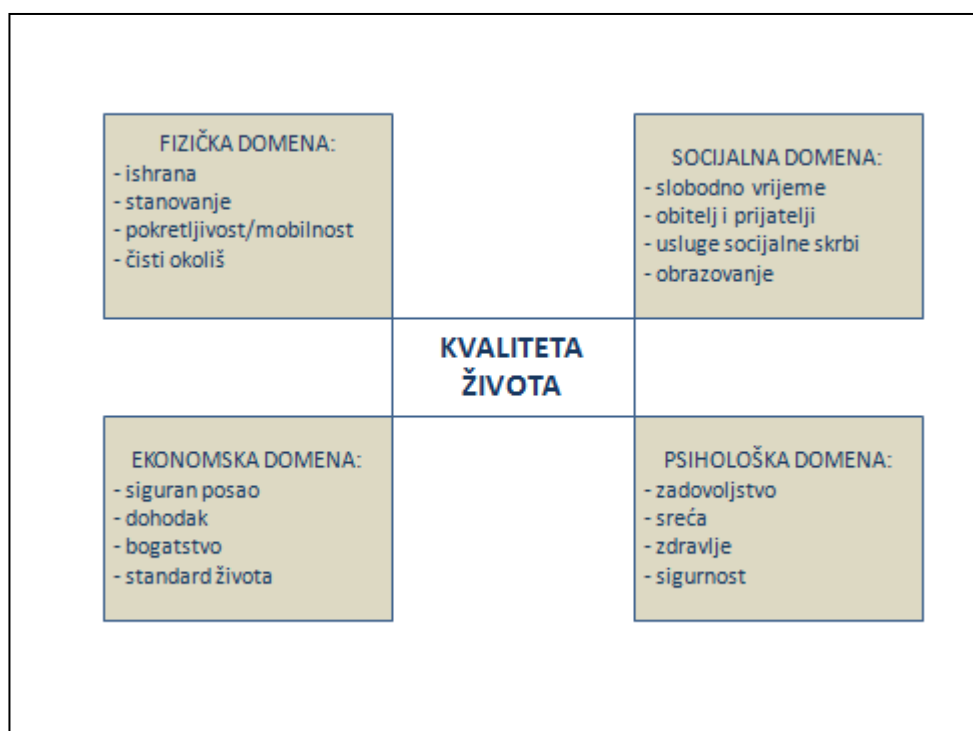 FIZIČKA DOMENA:
- ishrana
- stanovanje
- pokretljivost/mobilnost
- čisti okoliš
SOCIJALNA DOMENA:
- slobodno vrijeme
- obitelj i prijatelji
- usluge socijalne skrbi
- obrazovanje
KVALITETA
ŽIVOTA
EKONOMSKA DOMENA:
- siguran posao
- dohodak
- bogatstvo
- standard života
PSIHOLOŠKA DOMENA:
- zadovoljstvo
- sreća
- zdravlje
- sigurnost